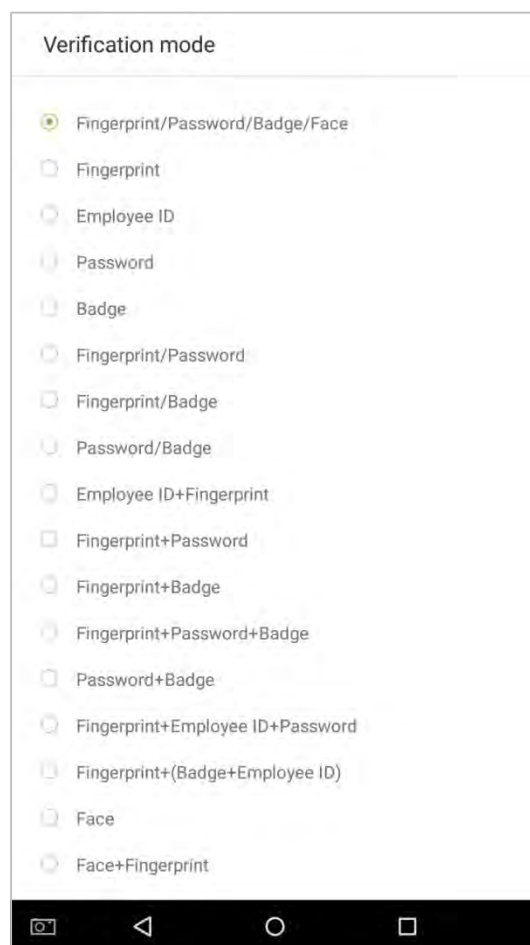 Verification mode
Fingerprint/Password/Badge/Face
Fingerprint
Employee ID
Password
Badge
Fingerprint/Password
Fingerprint/Badge
Password/Badge
Employee ID+Fingerprint
Fingerprint+Password
Fingerprint+Badge
Fingerprint+Password+Badge
Password+Badge
Fingerprint+Employee ID+Password
Fingerprint+(Badge+Employee ID)
Face
Face+Fingerprint